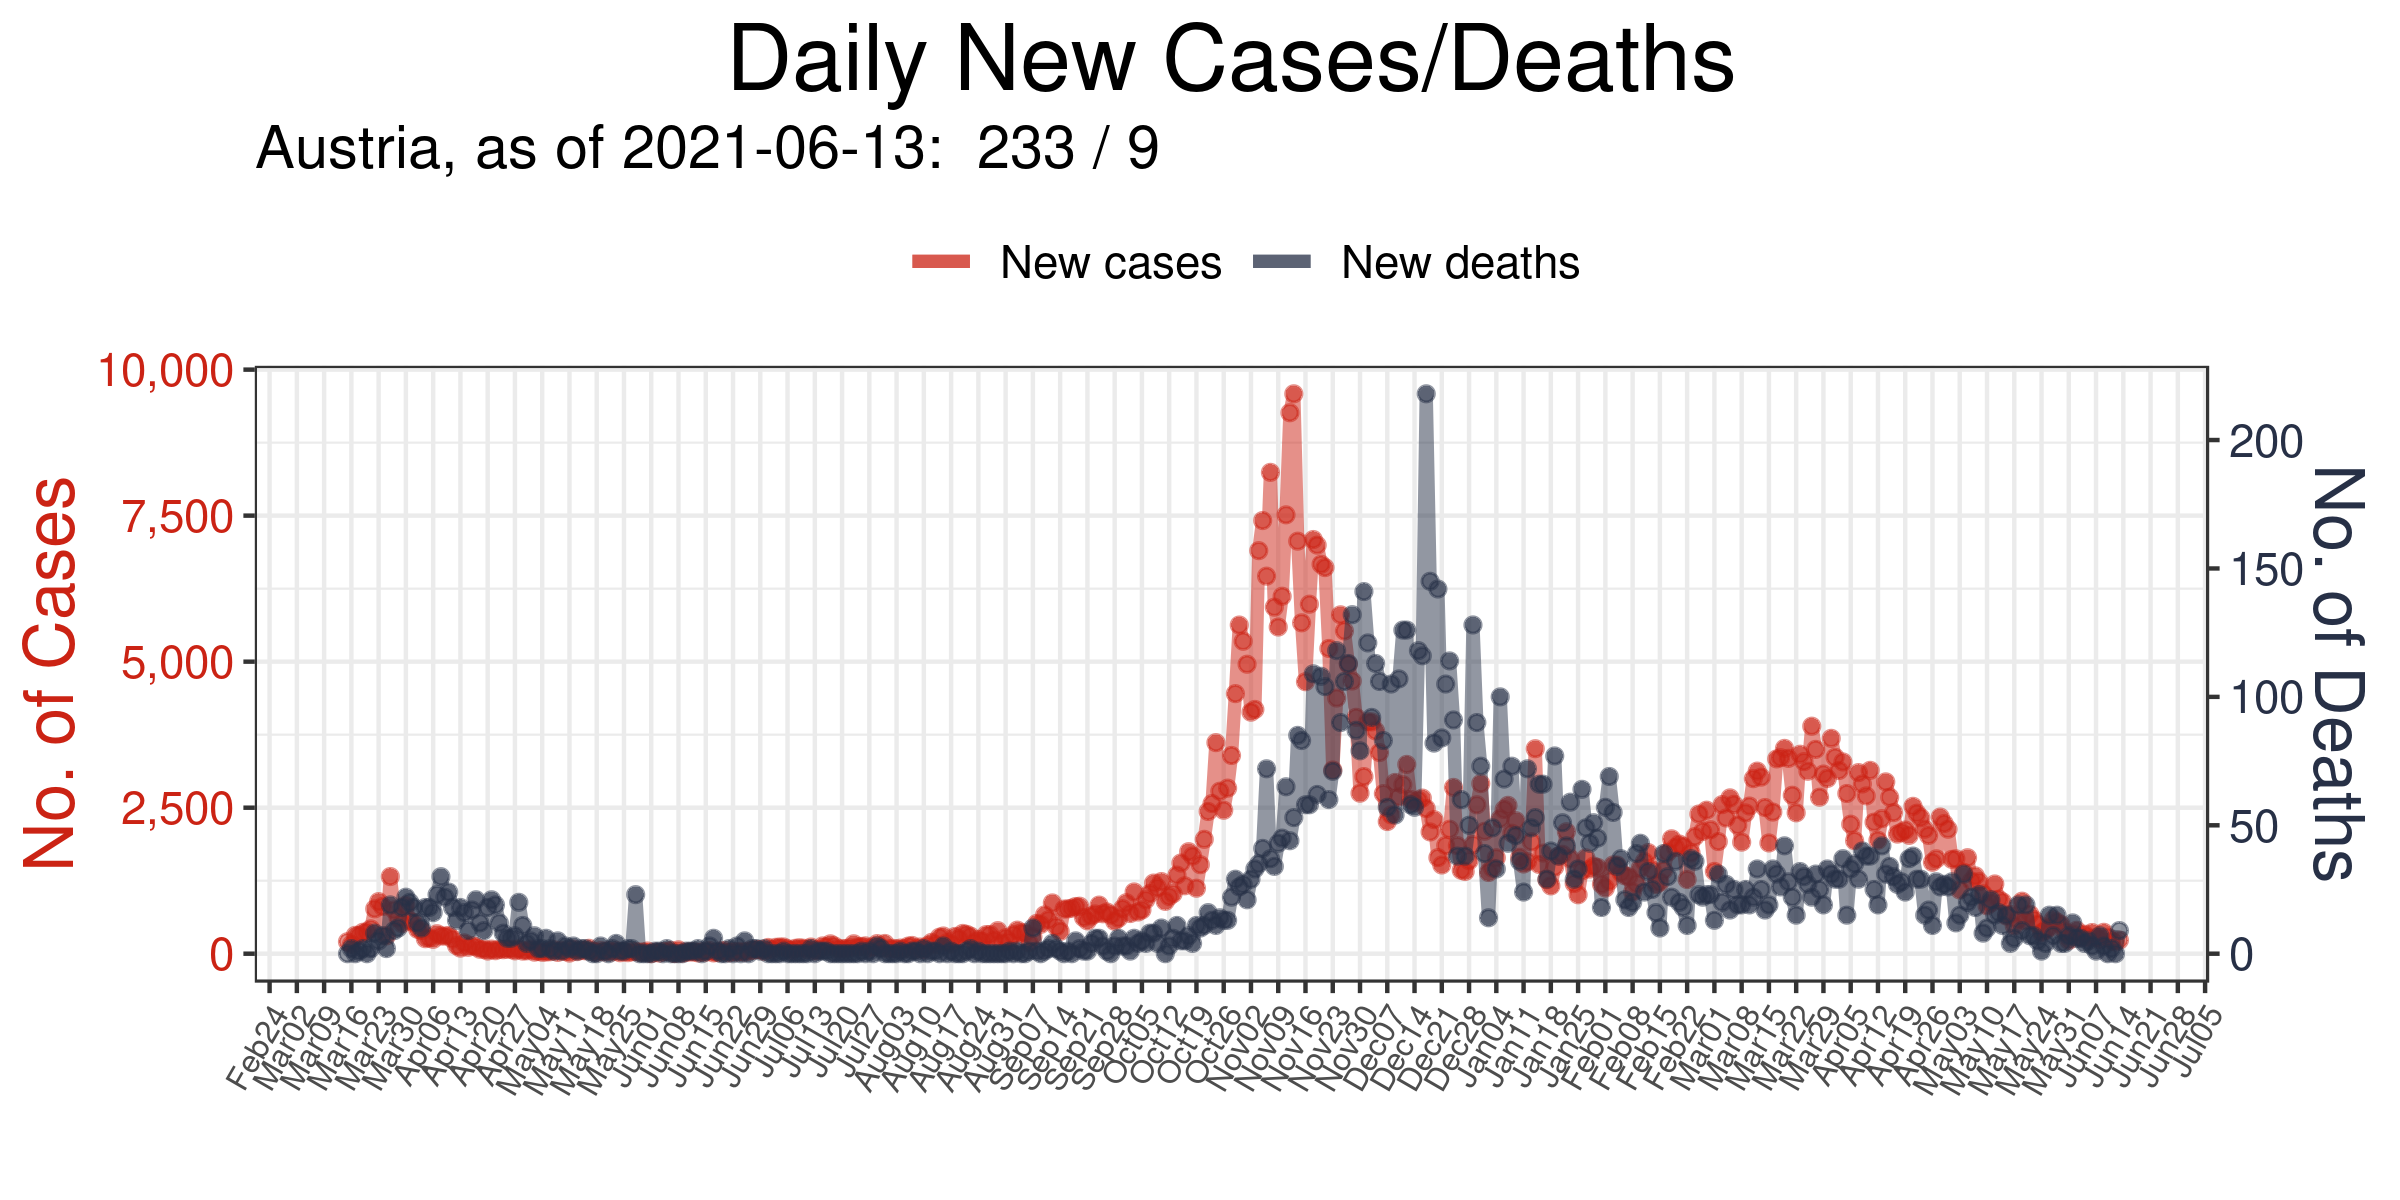 Daily New Cases/Deaths
Austria, as of 2021-06-13:  233 / 9
New cases New deaths
No. of Cases
10,000
7,500
5,000
2,500
0
200
150
100
50
0
No. of Deaths
Feb24
Mar02
Mar09
Mar16
Mar23
Mar30
Apr06
Apr13
Apr20
Apr27
May04
May11
May18
May25
Jun01
Jun08
Jun15
Jun22
Jun29
Jul06
Jul13
Jul20
Jul27
Aug03
Aug10
Aug17
Aug24
Aug31
Sep07
Sep14
Sep21
Sep28
Oct05
Oct12
Oct19
Oct26
Nov02
Nov09
Nov16
Nov23
Nov30
Dec07
Dec14
Dec21
Dec28
Jan04
Jan11
Jan18
Jan25
Feb01
Feb08
Feb15
Feb22
Mar01
Mar08
Mar15
Mar22
Mar29
Apr05
Apr12
Apr19
Apr26
May03
May10
May17
May24
May31
Jun07
Jun14
Jun21
Jun28
Jul05